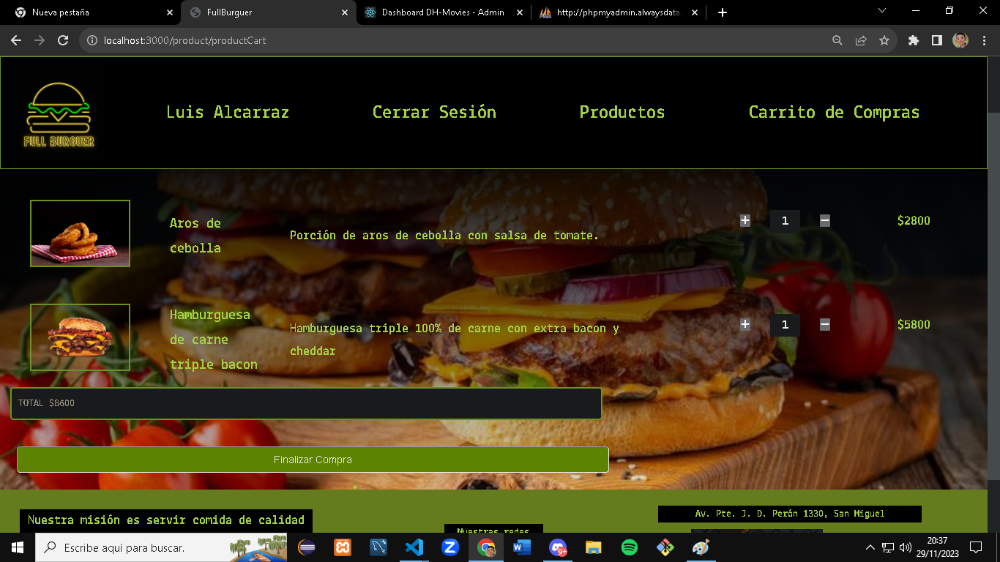 Nueva pestaña
FullBurguer
Dashboard DH-Movies - Admin
http://phpmyadmin.alwaysdata.
localhost:3000/product/productCart
FULL BURGUER
Luis Alcarraz
Cerrar Sesión
Productos
Carrito de Compras
Aros de
cebolla
Porción de aros de cebolla con salsa de tomate.
1
$2800
Hamburguesa
de carne
triple bacon
Hamburguesa triple 100% de carne con extra bacon y
cheddar
1
$5800
TOTAL $8600
Finalizar Compra
Nuestra misión es servir comida de calidad
Nuestras redes
Av. Pte. J. D. Perón 1330, San Miguel
Escribe aquí para buscar.
9+
20:37
29/11/2023